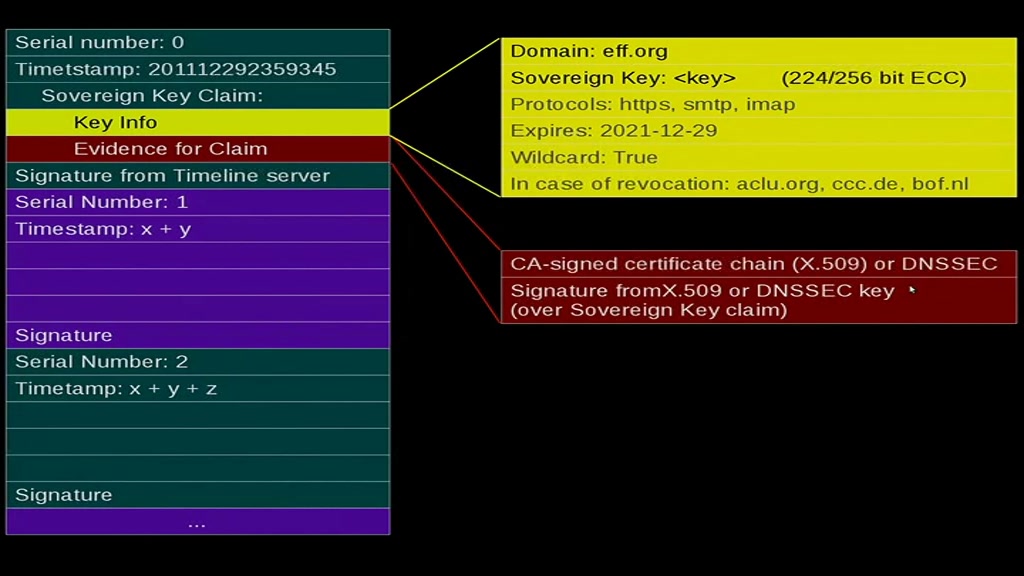 Serial number: 0
Timetstamp: 201112292359345
Sovereign Key Claim:
Key Info
Evidence for Claim
Signature from Timeline server
Serial Number: 1
Timestamp: x + y
Signature
Serial Number: 2
Timetamp: x + y + z
Signature
...
Domain: eff.org
Sovereign Key: <key> (224/256 bit ECC)
Protocols: https, smtp, imap
Expires: 2021-12-29
Wildcard: True
In case of revocation: aclu.org, ccc.de, bof.nl
CA-signed certificate chain (X.509) or DNSSEC
Signature fromX.509 or DNSSEC key
(over Sovereign Key claim)